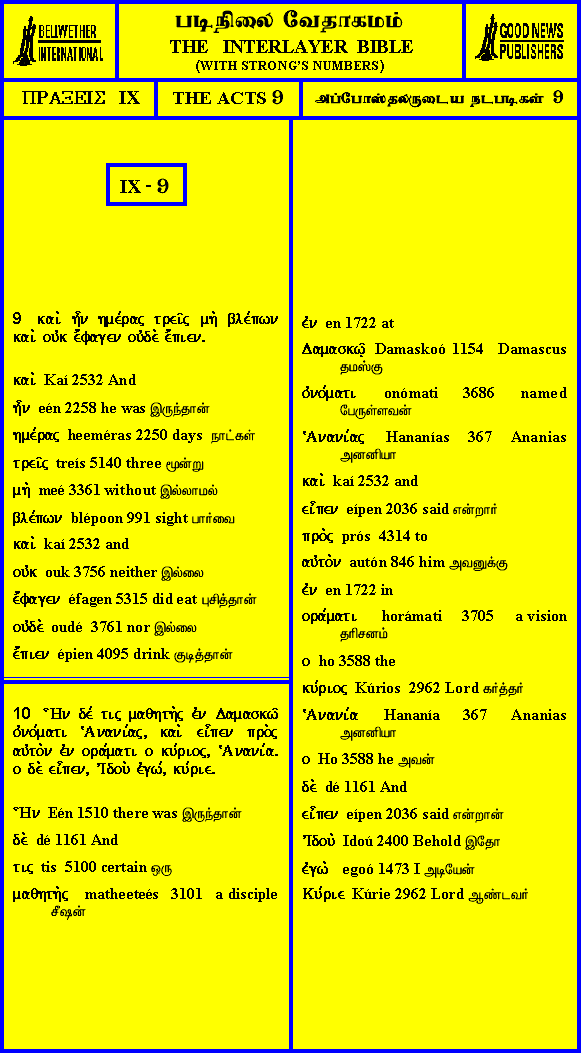 BELLWETHER
INTERNATIONAL
படிநிலை வேதாகமம்
THE INTERLAYER BIBLE
(WITH STRONG'S NUMBERS)
GOOD NEWS
PUBLISHERS
ΠΡΑΞΕΙΣ IX
THE ACTS 9
அப்போஸ்தலருடைய நடபடிகள் 9
IX - 9
9 καὶ ἦν ημέρας τρεῖς μὴ βλέπων
καὶ οὐκ ἔφαγεν οὐδὲ ἔπιεν.
καὶ Kaí 2532 And
ἦν eén 2258 he was இருந்தான்
ημέρας heeméras 2250 days நாட்கள்
τρεῖς treís 5140 three மூன்று
μὴ meé 3361 without இல்லாமல்
βλέπων blépoon 991 sight பார்வை
καὶ kaí 2532 and
οὐκ ouk 3756 neither இல்லை
ἔφαγεν éfagen 5315 did eat புசித்தான்
οὐδὲ oudé 3761 nor இல்லை
ἔπιεν épien 4095 drink குடித்தான்
10 Ἦν δέ τις μαθητὴς ἐν Δαμασκῶ
ὀνόματι Ἁνανίας, καὶ εἶπεν πρὸς
αὐτὸν ἐν οράματι ο κύριος, Ἁνανία.
ο δὲ εἶπεν, Ἰδοὺ ἐγώ, κύριε.
Ἦν Eén 1510 there was இருந்தான்
δὲ dé 1161 And
τις tis 5100 certain ஒரு
μαθητὴς matheeteés 3101 a disciple
சீஷன்
ἐν en 1722 at
Δαμασκῷ Damaskoó 1154 Damascus
தமஸ்கு
ὀνόματι onómati 3686 named
பேருள்ளவன்
Ἁνανίας Hananías 367 Ananias
அனனியா
καὶ kaí 2532 and
εἶπεν eípen 2036 said என்றார்
πρὸς prós 4314 to
αὐτὸν autón 846 him அவனுக்கு
ἐν en 1722 in
οράματι horámati 3705 a vision
தரிசனம்
ο ho 3588 the
κύριος Kúrios 2962 Lord கர்த்தர்
Ἁνανία Hananía 367 Ananias
அனனியா
ο Ho 3588 he அவன்
δὲ dé 1161 And
εἶπεν eípen 2036 said என்றான்
Ἰδοὺ Idoú 2400 Behold இதோ
ἐγὼ egoó 1473 I அடியேன்
Κύριε Kúrie 2962 Lord ஆண்டவர்